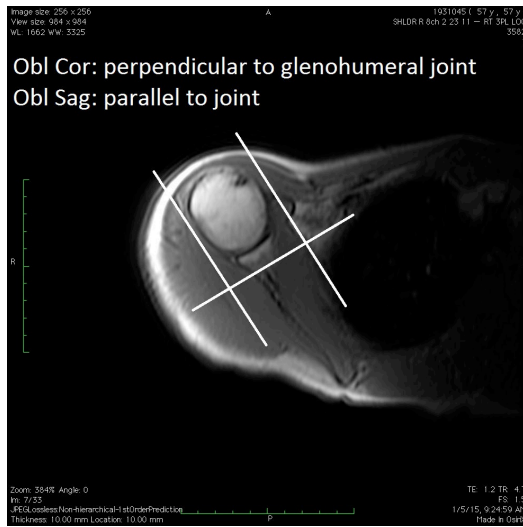 Image size: 256 x 256
View size: 984 x 984
WL: 1662 WW: 3325
A
1931045 ( 57 y , 57 y
SHLDR R 8ch 2 23 11 — RT 3PL LO
358
Obl Cor: perpendicular to glenohumeral joint
Obl Sag: parallel to joint
R
Zoom: 384% Angle: 0
Im: 7/33
JPEGLossless:Non-hierarchical-1stOrderPrediction
Thickness: 10.00 mm Location: 10.00 mm
P
TE: 1.2 TR: 4
FS: 1.5
1/5/15, 9:24:59 A
Made In Osiri